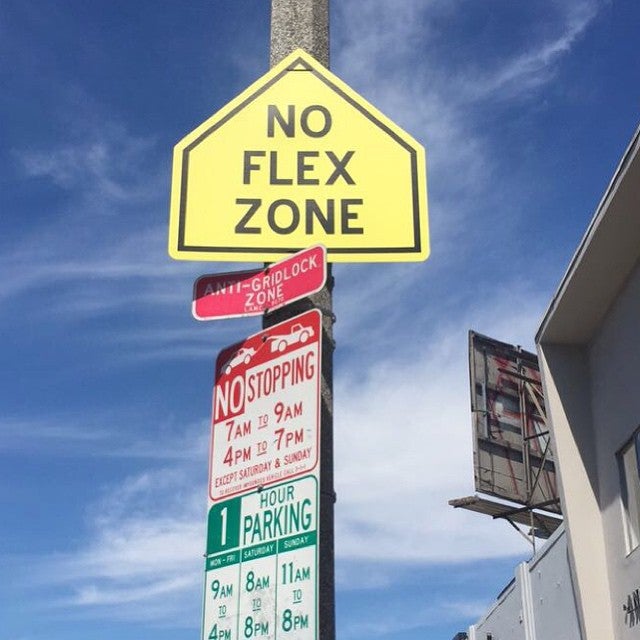 NO
FLEX
ZONE
ANTI-GRIDLOCK
ZONE
NO STOPPING
7AM TO 9AM
4PM TO 7PM
EXCEPT SATURDAY & SUNDAY
1 HOUR
PARKING
MON - FRI SATURDAY SUNDAY
9AM 8AM 11AM
TO TO TO
4PM 8PM 8PM